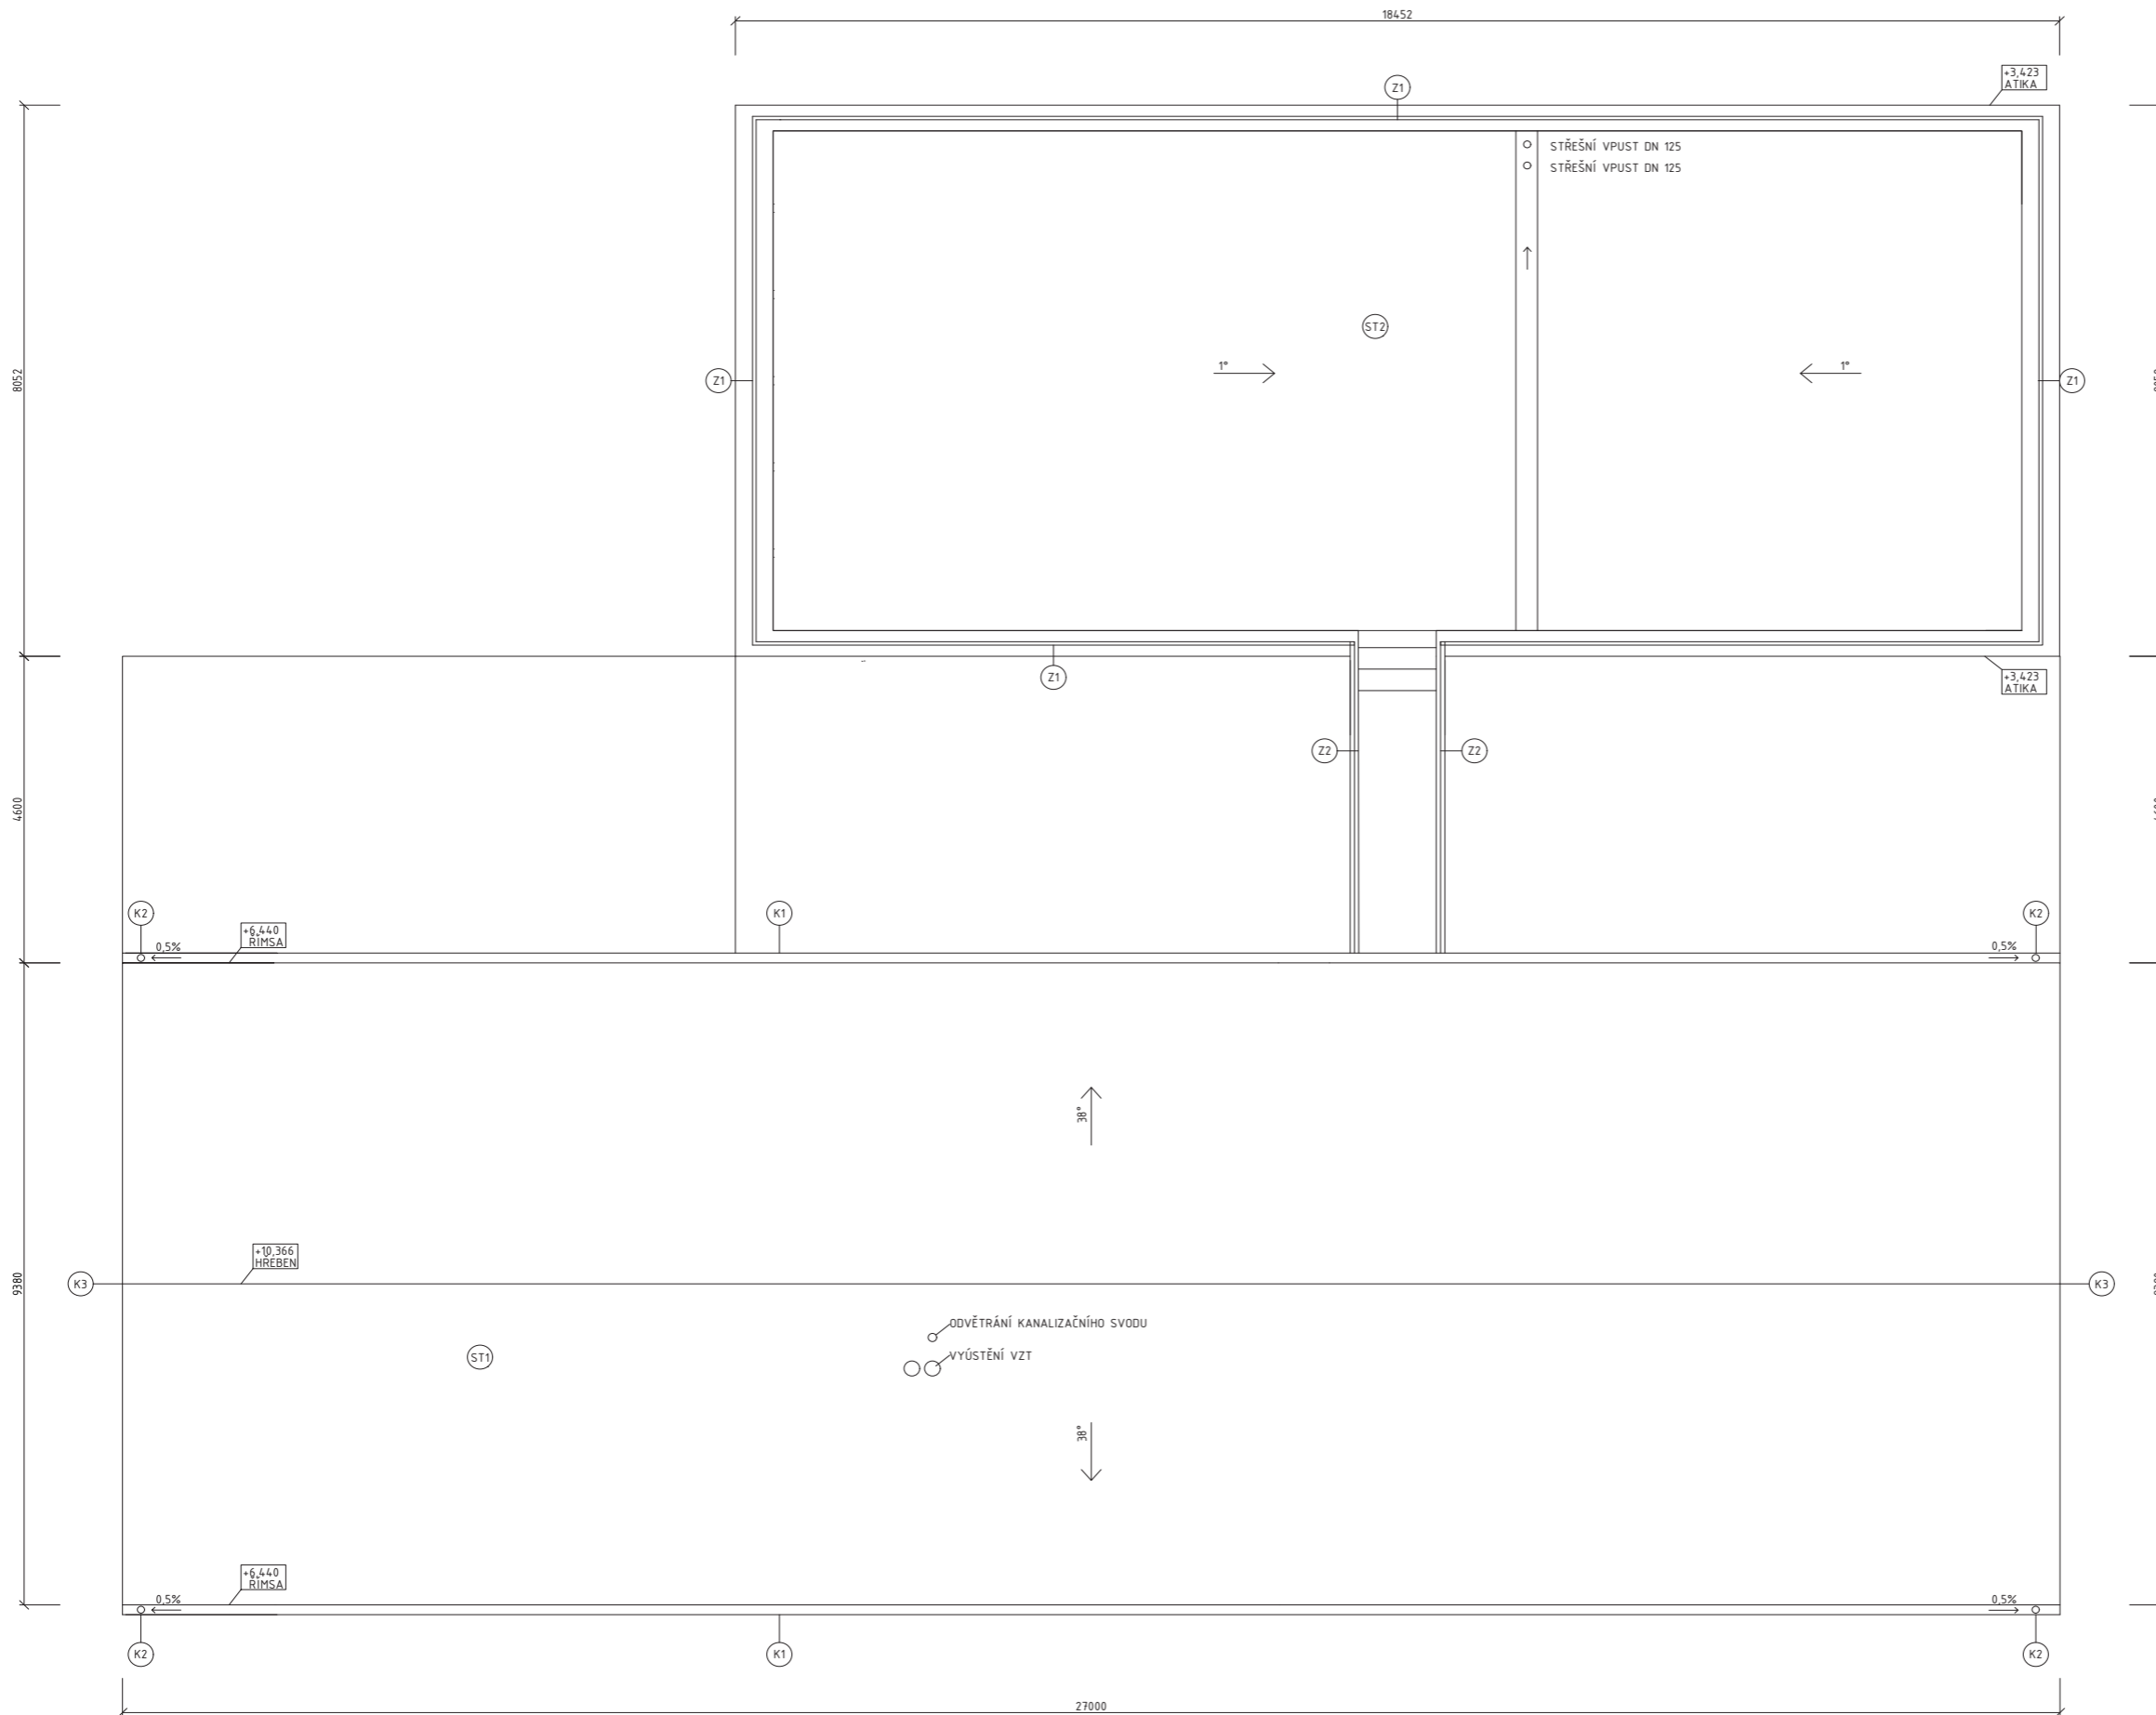 18452
+3,423
ATIKA
Z1
STŘEŠNÍ VPUST DN 125
STŘEŠNÍ VPUST DN 125
ST2
1°
1°
Z1
Z1
8052
Z1
+3,423
ATIKA
Z2
Z2
4600
K2
K1
K2
+6,440
ŘÍMSA
0,5%
0,5%
38°
+10,366
HŘEBEN
K3
K3
9380
ODVĚTRÁNÍ KANALIZAČNÍHO SVODU
VYÚSTĚNÍ VZT
ST1
38°
+6,440
ŘÍMSA
0,5%
0,5%
K2
K1
K2
27000